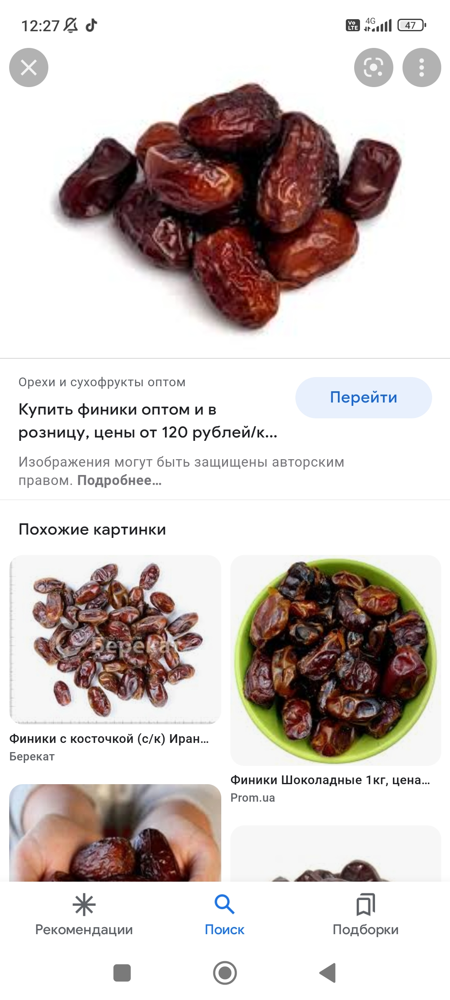 12:27
Vo
LTE
4G
47
Орехи и сухофрукты оптом
Купить финики оптом и в
розницу, цены от 120 рублей/к...
Перейти
Изображения могут быть защищены авторским
правом. Подробнее...
Похожие картинки
Берекат
Финики с косточкой (с/к) Иран...
Берекат
Финики Шоколадные 1кг, цена...
Prom.ua
Рекомендации
Поиск
Подборки